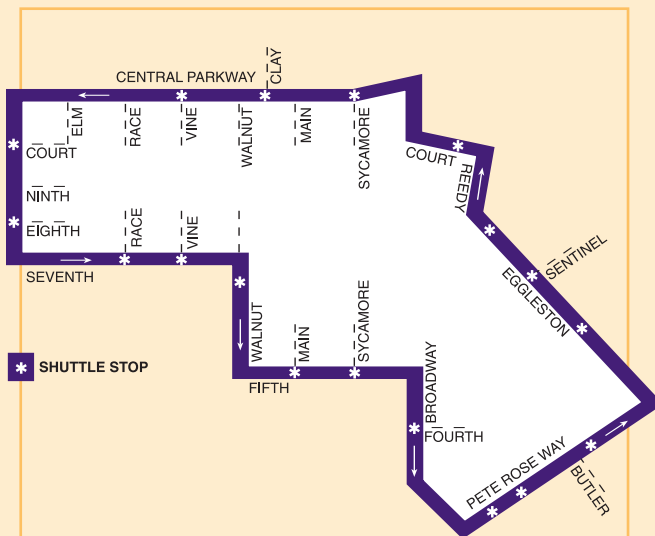 CENTRAL PARKWAY
CLAY
ELM
RACE
VINE
WALNUT
MAIN
SYCAMORE
COURT
REEDY
COURT
NINTH
EIGHTH
RACE
VINE
SEVENTH
SENTINEL
EGGLESTON
WALNUT
MAIN
SYCAMORE
SHUTTLE STOP
FIFTH
BROADWAY
FOURTH
PETE ROSE WAY
BUTLER